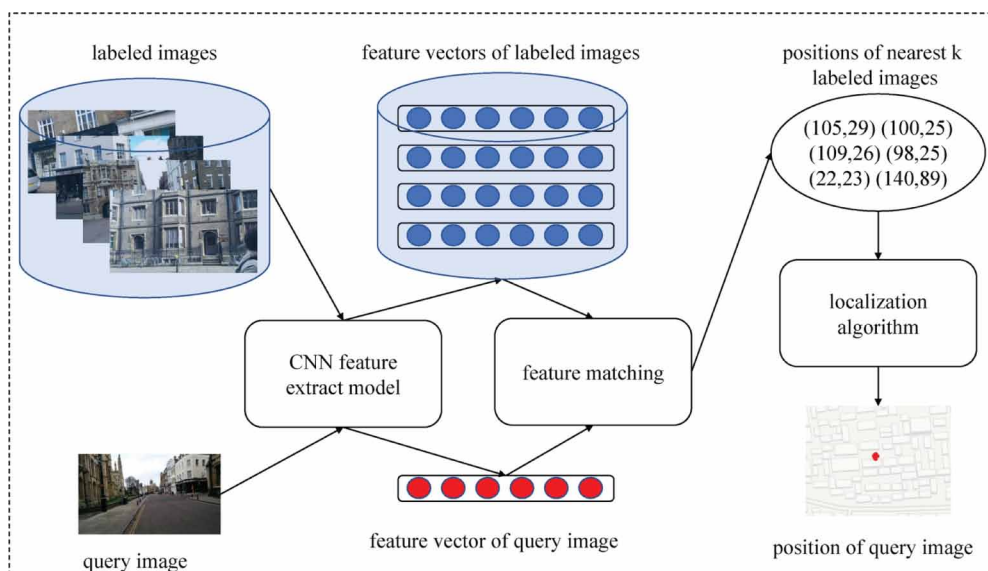 labeled images
feature vectors of labeled images
positions of nearest k
labeled images
(105,29) (100,25)
(109,26) (98,25)
(22,23) (140,89)
localization
algorithm
CNN feature
extract model
feature matching
query image
feature vector of query image
position of query image